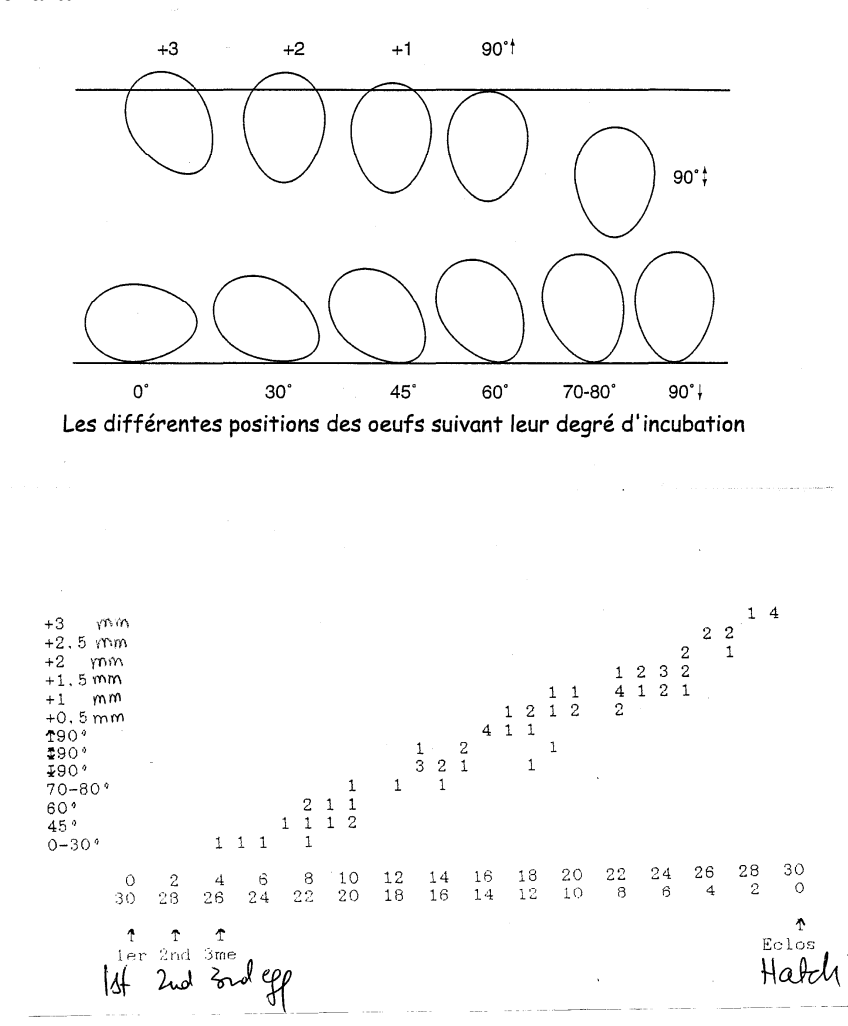 +3 +2 +1 90°↑
90°↕
0° 30° 45° 60° 70-80° 90°↓
Les différentes positions des oeufs suivant leur degré d'incubation
+3 mm 1 4
+2,5 mm 2 2
+2 mm 2 1
+1,5 mm 1 2 3 2
+1 mm 1 1 4 1 2 1
+0,5 mm 1 2 1 2 2
↑90° 4 1 1
↕90° 1 2 1
↓90° 3 2 1 1
70-80° 1 1 1
60° 2 1 1
45° 1 1 1 2
0-30° 1 1 1 1
0 2 4 6 8 10 12 14 16 18 20 22 24 26 28 30
30 28 26 24 22 20 18 16 14 12 10 8 6 4 2 0
↑ ↑ ↑ ↑
1er 2nd 3me Eclos
1st 2nd 3rd egg Hatch